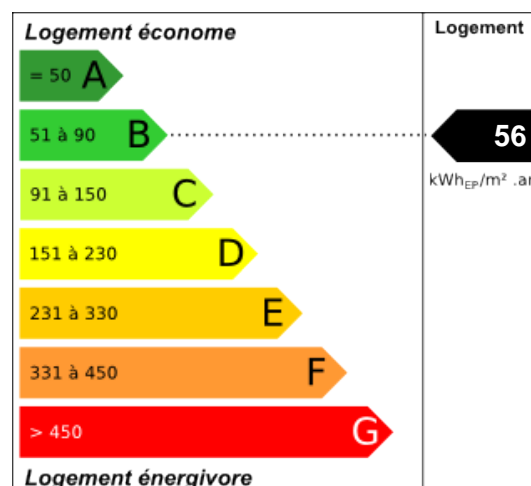 Logement économe
Logement
= 50 A
51 à 90 B
56
kWhEP/m² .an
91 à 150 C
151 à 230 D
231 à 330 E
331 à 450 F
> 450 G
Logement énergivore